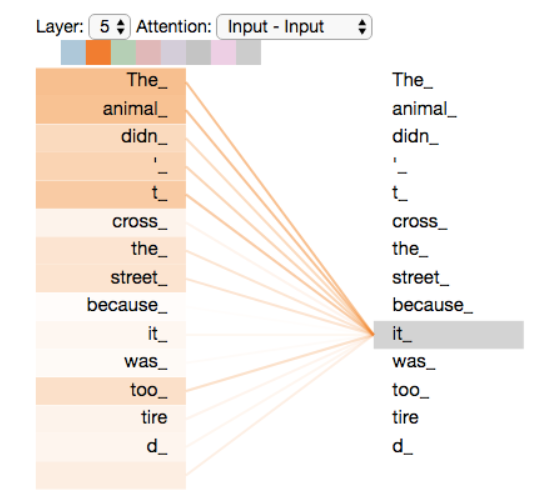 Layer: 5 Attention: Input - Input
The_ The_
animal_ animal_
didn_ didn_
'_ '_
t_ t_
cross_ cross_
the_ the_
street_ street_
because_ because_
it_ it_
was_ was_
too_ too_
tire tire
d_ d_